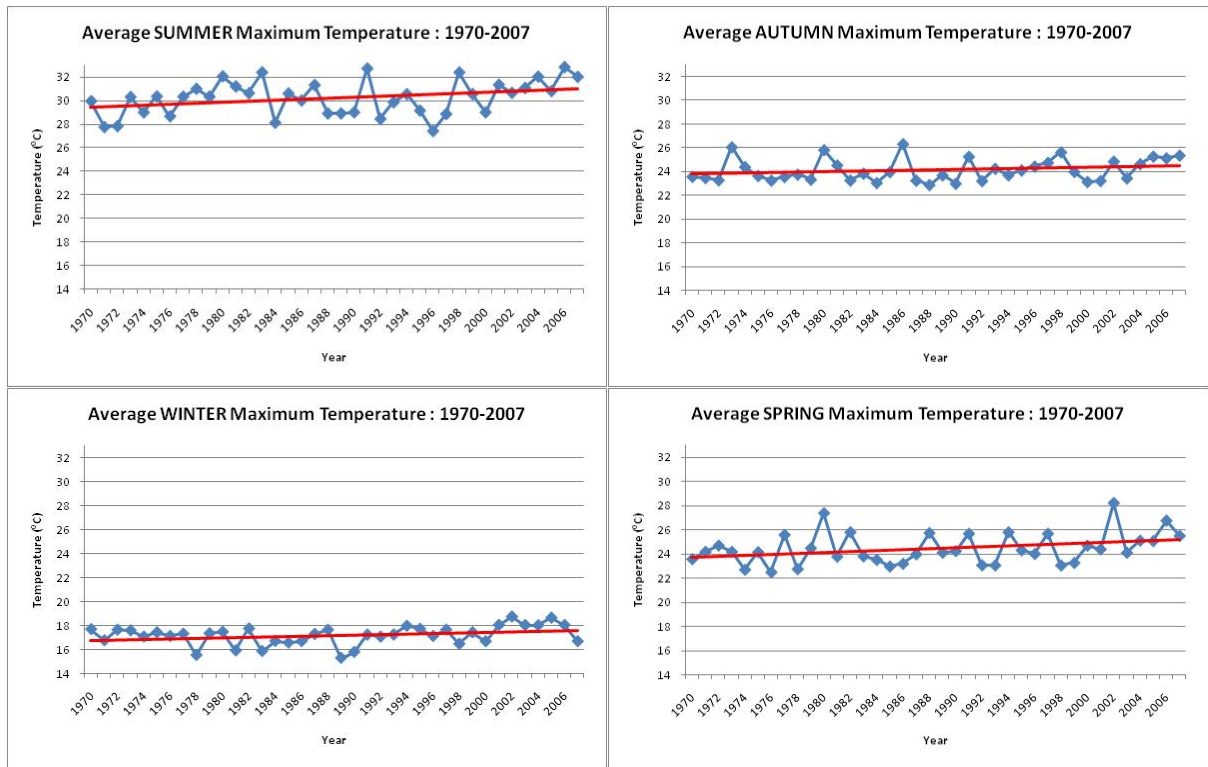 Average SUMMER Maximum Temperature : 1970-2007
32
30
28
26
24
22
20
18
16
14
Temperature (°C)
1970 1972 1974 1976 1978 1980 1982 1984 1986 1988 1990 1992 1994 1996 1998 2000 2002 2004 2006
Year
Average AUTUMN Maximum Temperature : 1970-2007
32
30
28
26
24
22
20
18
16
14
Temperature (°C)
1970 1972 1974 1976 1978 1980 1982 1984 1986 1988 1990 1992 1994 1996 1998 2000 2002 2004 2006
Year
Average WINTER Maximum Temperature : 1970-2007
32
30
28
26
24
22
20
18
16
14
Temperature (°C)
1970 1972 1974 1976 1978 1980 1982 1984 1986 1988 1990 1992 1994 1996 1998 2000 2002 2004 2006
Year
Average SPRING Maximum Temperature : 1970-2007
32
30
28
26
24
22
20
18
16
14
Temperature (°C)
1970 1972 1974 1976 1978 1980 1982 1984 1986 1988 1990 1992 1994 1996 1998 2000 2002 2004 2006
Year